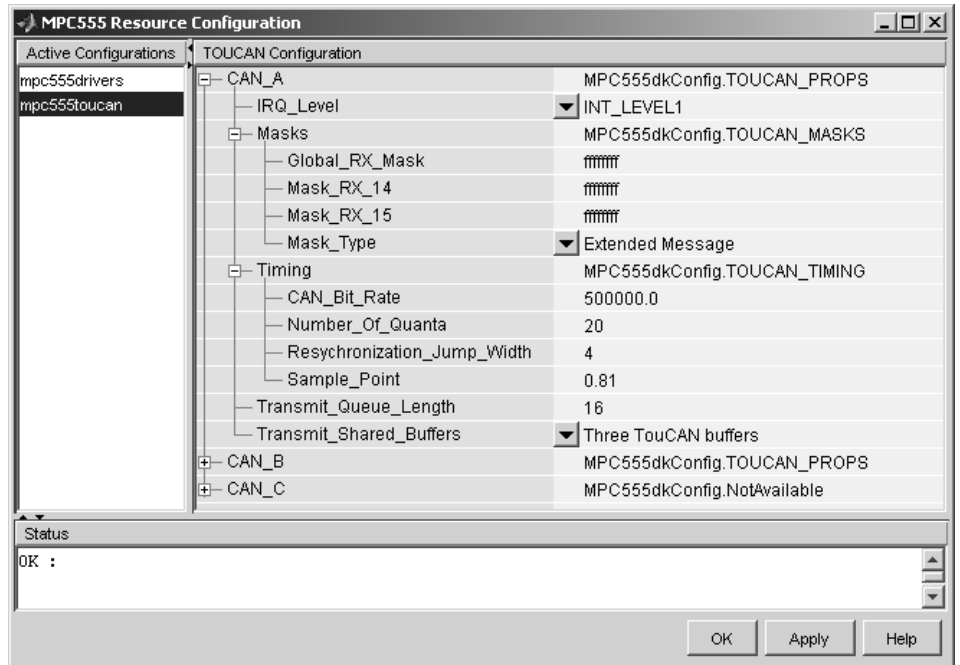 MPC555 Resource Configuration
Active Configurations
TOUCAN Configuration
mpc555drivers
mpc555toucan
CAN_A MPC555dkConfig.TOUCAN_PROPS
IRQ_Level INT_LEVEL1
Masks MPC555dkConfig.TOUCAN_MASKS
Global_RX_Mask ffffffff
Mask_RX_14 ffffffff
Mask_RX_15 ffffffff
Mask_Type Extended Message
Timing MPC555dkConfig.TOUCAN_TIMING
CAN_Bit_Rate 500000.0
Number_Of_Quanta 20
Resychronization_Jump_Width 4
Sample_Point 0.81
Transmit_Queue_Length 16
Transmit_Shared_Buffers Three TouCAN buffers
CAN_B MPC555dkConfig.TOUCAN_PROPS
CAN_C MPC555dkConfig.NotAvailable
Status
OK :
OK Apply Help